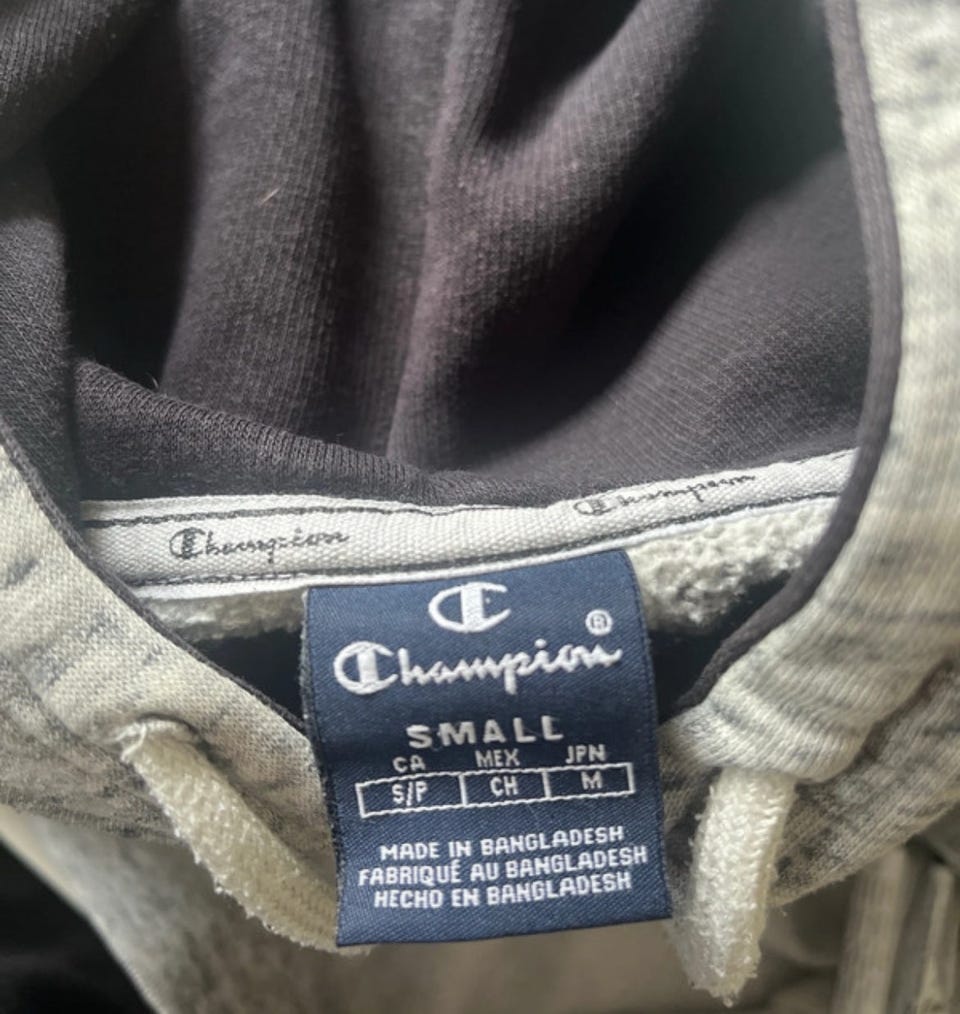 Champion Champion
C
Champion®
SMALL
CA MEX JPN
S/P CH M
MADE IN BANGLADESH
FABRIQUÉ AU BANGLADESH
HECHO EN BANGLADESH